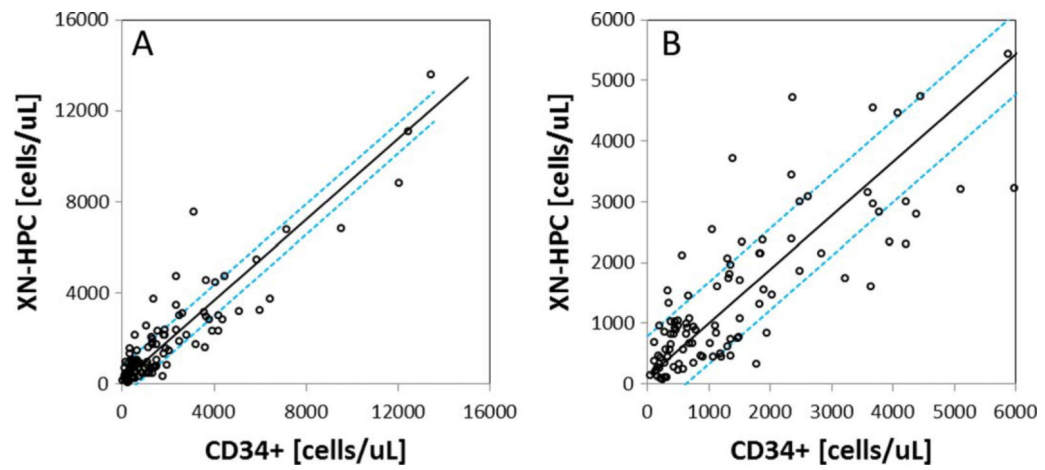 A
XN-HPC [cells/uL]
16000
12000
8000
4000
0
0 4000 8000 12000 16000
CD34+ [cells/uL]
B
XN-HPC [cells/uL]
6000
5000
4000
3000
2000
1000
0
0 1000 2000 3000 4000 5000 6000
CD34+ [cells/uL]